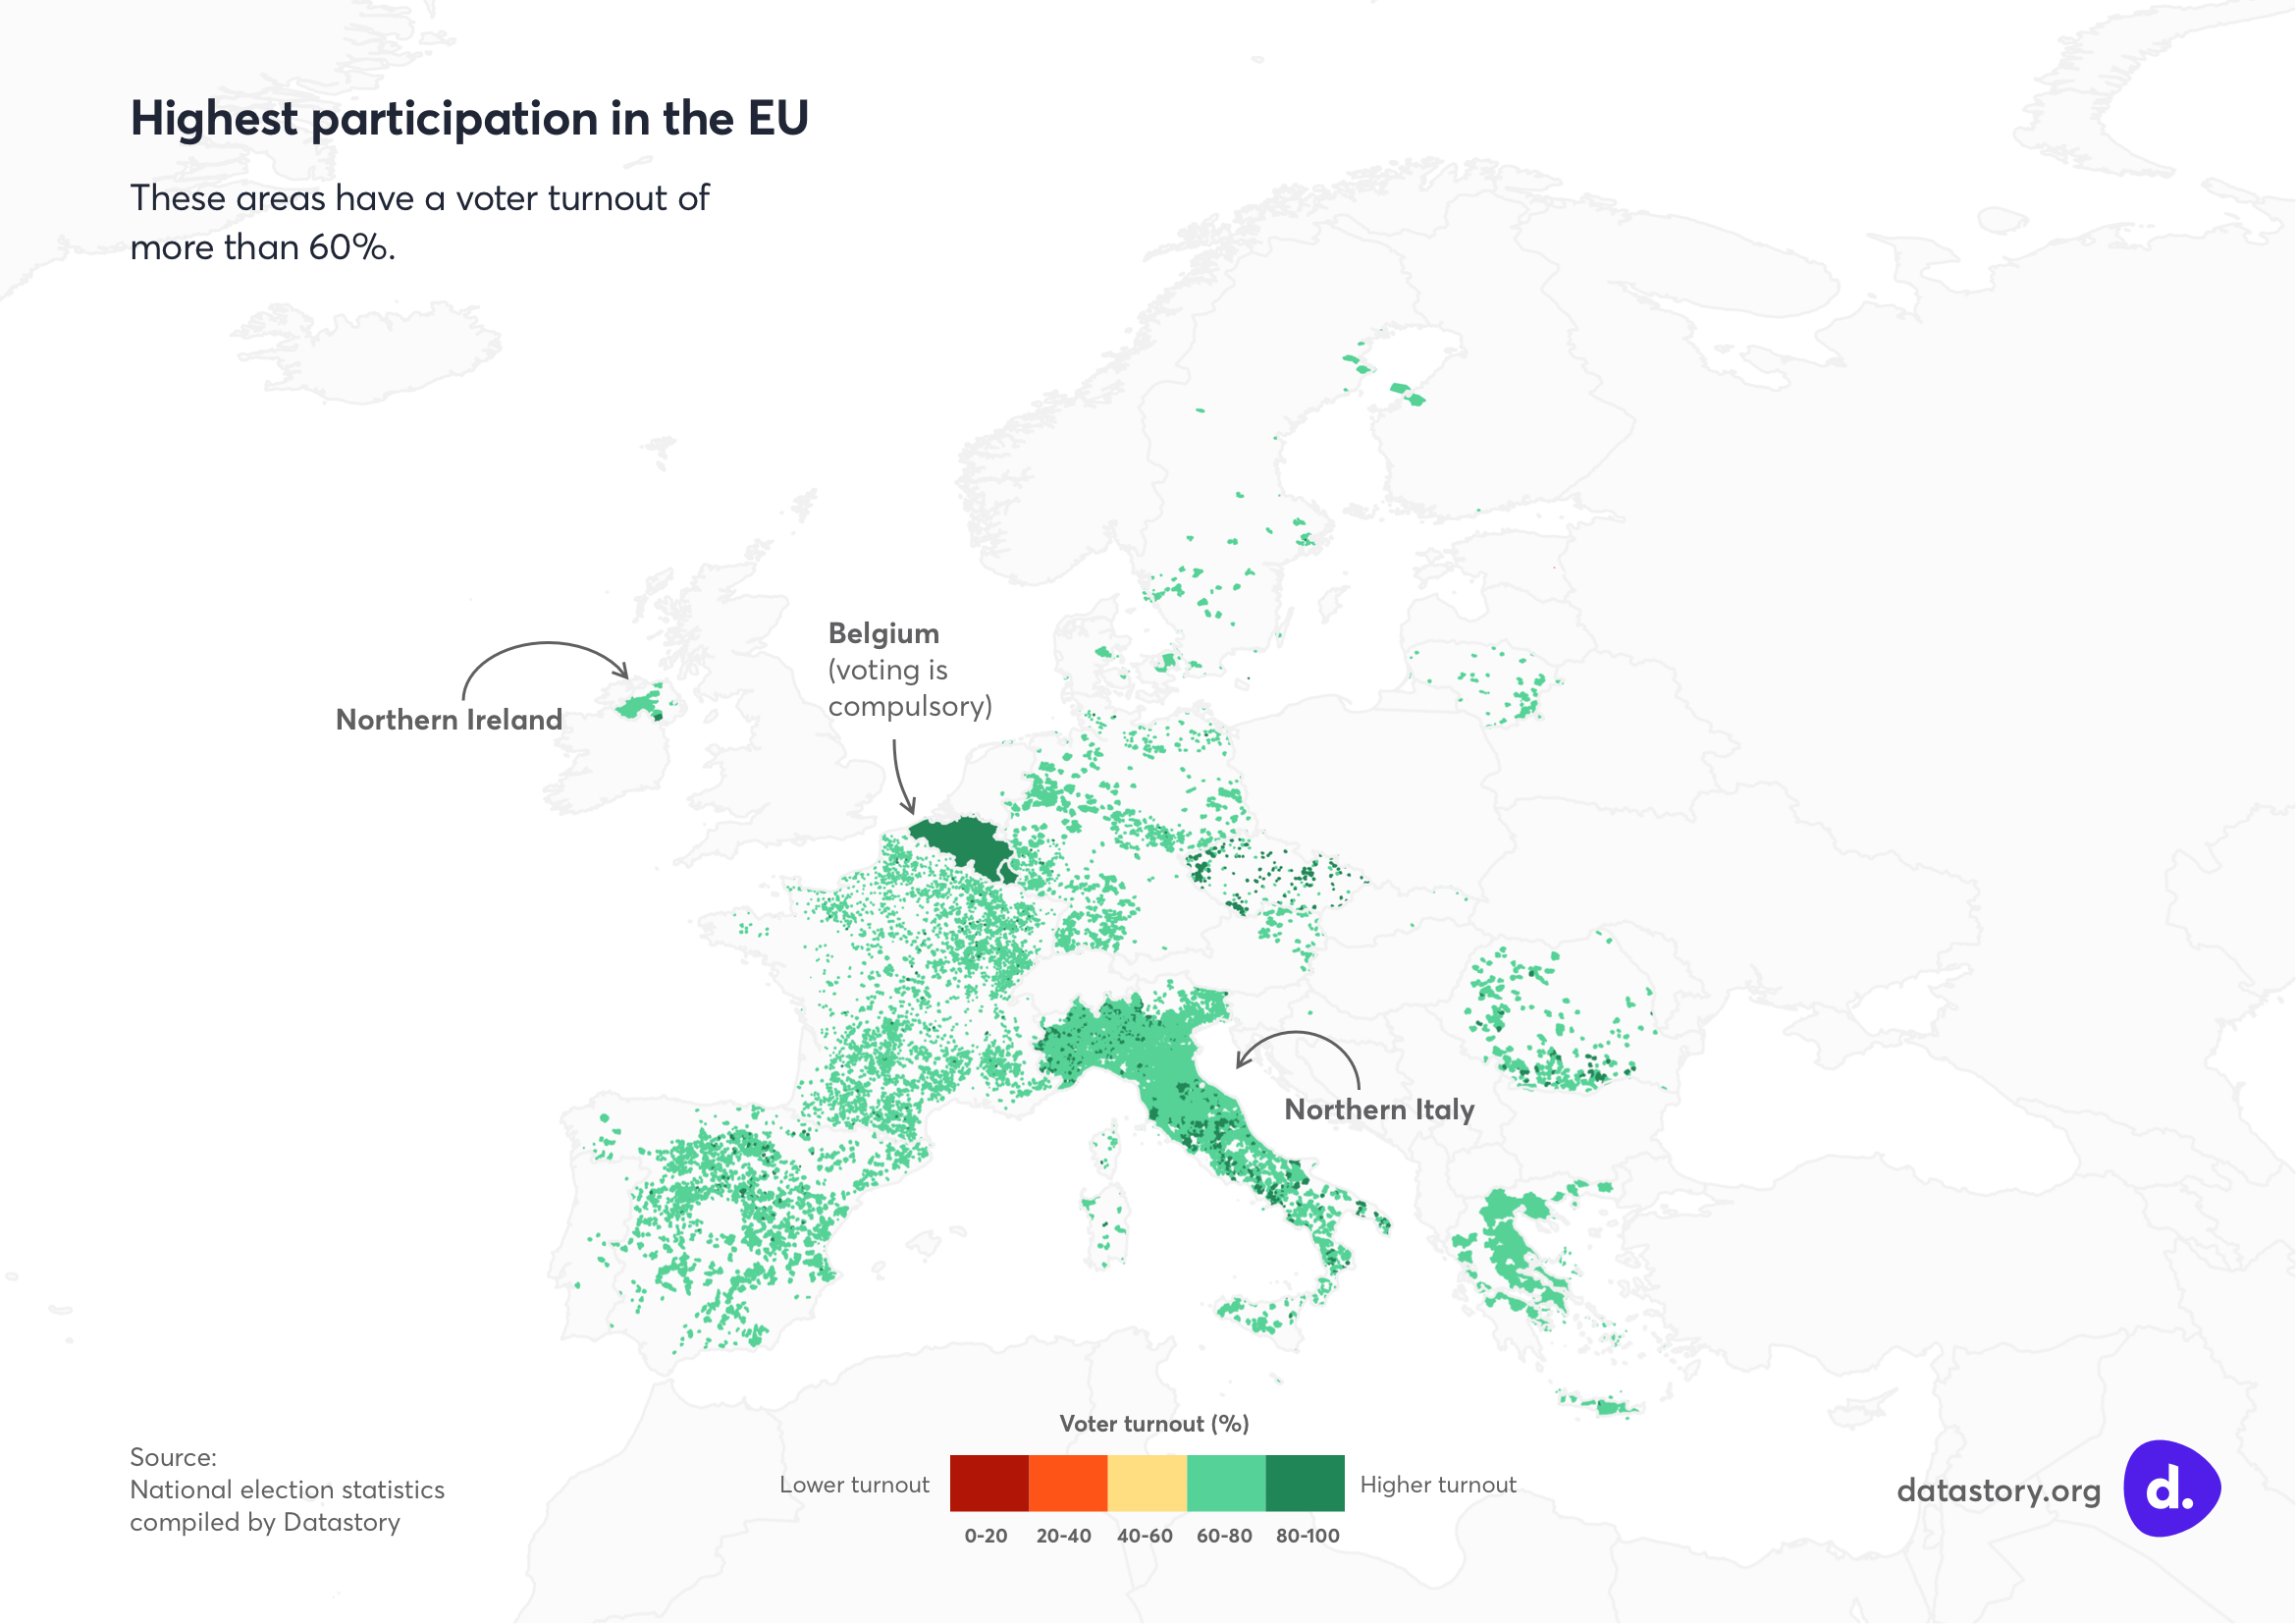 Highest participation in the EU
These areas have a voter turnout of
more than 60%.
Belgium
(voting is
compulsory)
Northern Ireland
Northern Italy
Voter turnout (%)
Lower turnout
Higher turnout
0-20
20-40
40-60
60-80
80-100
Source:
National election statistics
compiled by Datastory
datastory.org
d.